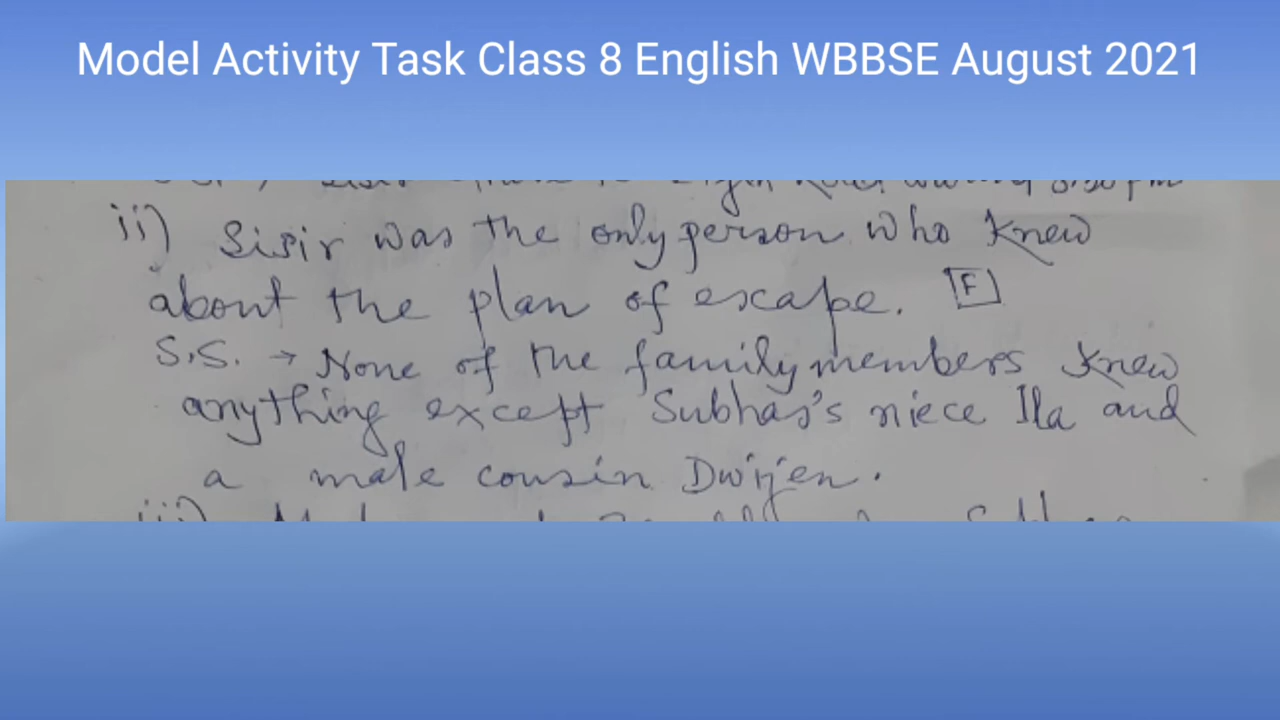 Model Activity Task Class 8 English WBBSE August 2021
ii) Sisir was the only person who knew
about the plan of escape. F
S.S. → None of the family members knew
anything except Subhas's niece Ila and
a male cousin Dwijen.
iii)